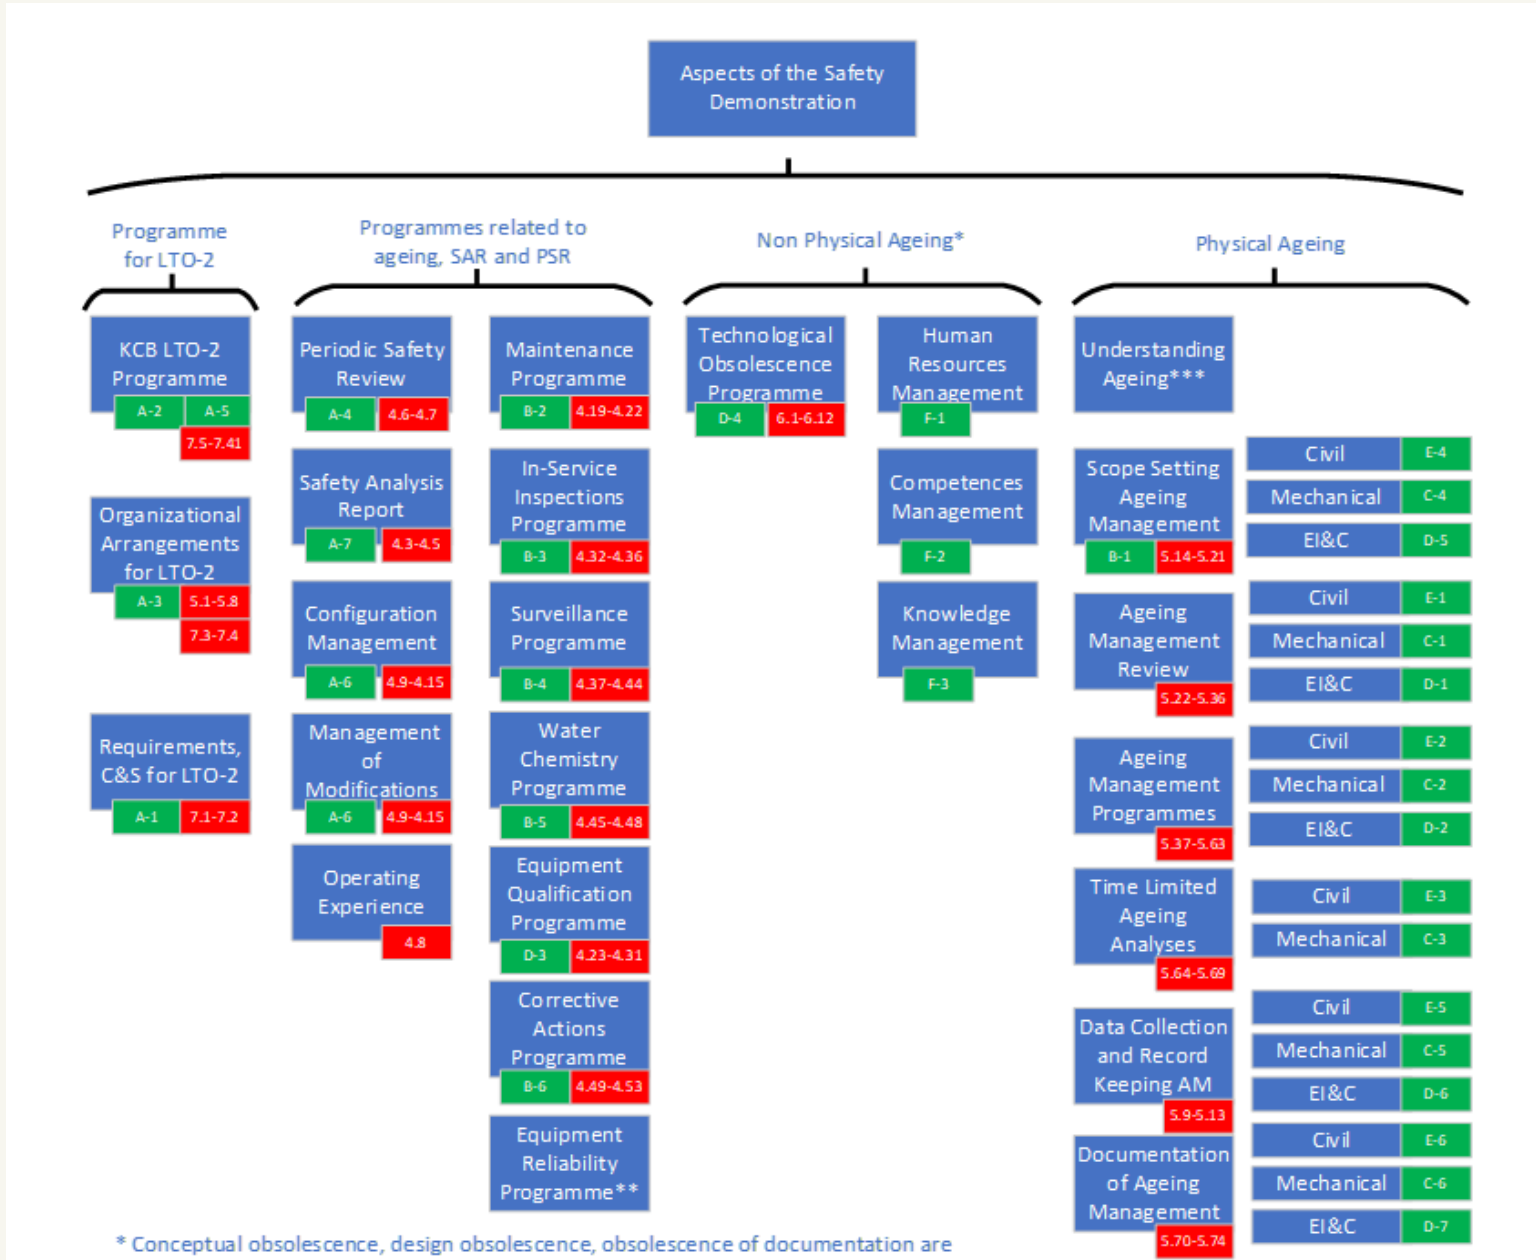 Aspects of the Safety
Demonstration
Programme
for LTO-2
KCB LTO-2
Programme
A-2
A-5
7.5-7.41
Organizational
Arrangements
for LTO-2
A-3
5.1-5.8
7.3-7.4
Requirements,
C&S for LTO-2
A-1
7.1-7.2
Programmes related to
ageing, SAR and PSR
Periodic Safety
Review
A-4
4.6-4.7
Safety Analysis
Report
A-7
4.3-4.5
Configuration
Management
A-6
4.9-4.15
Management
of
Modifications
A-6
4.9-4.15
Operating
Experience
4.8
Maintenance
Programme
B-2
4.19-4.22
In-Service
Inspections
Programme
B-3
4.32-4.36
Surveillance
Programme
B-4
4.37-4.44
Water
Chemistry
Programme
B-5
4.45-4.48
Equipment
Qualification
Programme
D-3
4.23-4.31
Corrective
Actions
Programme
B-6
4.49-4.53
Equipment
Reliability
Programme**
Non Physical Ageing*
Technological
Obsolescence
Programme
D-4
6.1-6.12
Human
Resources
Management
F-1
Competences
Management
F-2
Knowledge
Management
F-3
Physical Ageing
Understanding
Ageing***
Scope Setting
Ageing
Management
B-1
5.14-5.21
Civil
E-4
Mechanical
C-4
EI&C
D-5
Ageing
Management
Review
5.22-5.36
Civil
E-1
Mechanical
C-1
EI&C
D-1
Ageing
Management
Programmes
5.37-5.63
Civil
E-2
Mechanical
C-2
EI&C
D-2
Time Limited
Ageing
Analyses
5.64-5.69
Civil
E-3
Mechanical
C-3
Data Collection
and Record
Keeping AM
5.9-5.13
Civil
E-5
Mechanical
C-5
EI&C
D-6
Documentation
of Ageing
Management
5.70-5.74
Civil
E-6
Mechanical
C-6
EI&C
D-7
* Conceptual obsolescence, design obsolescence, obsolescence of documentation are